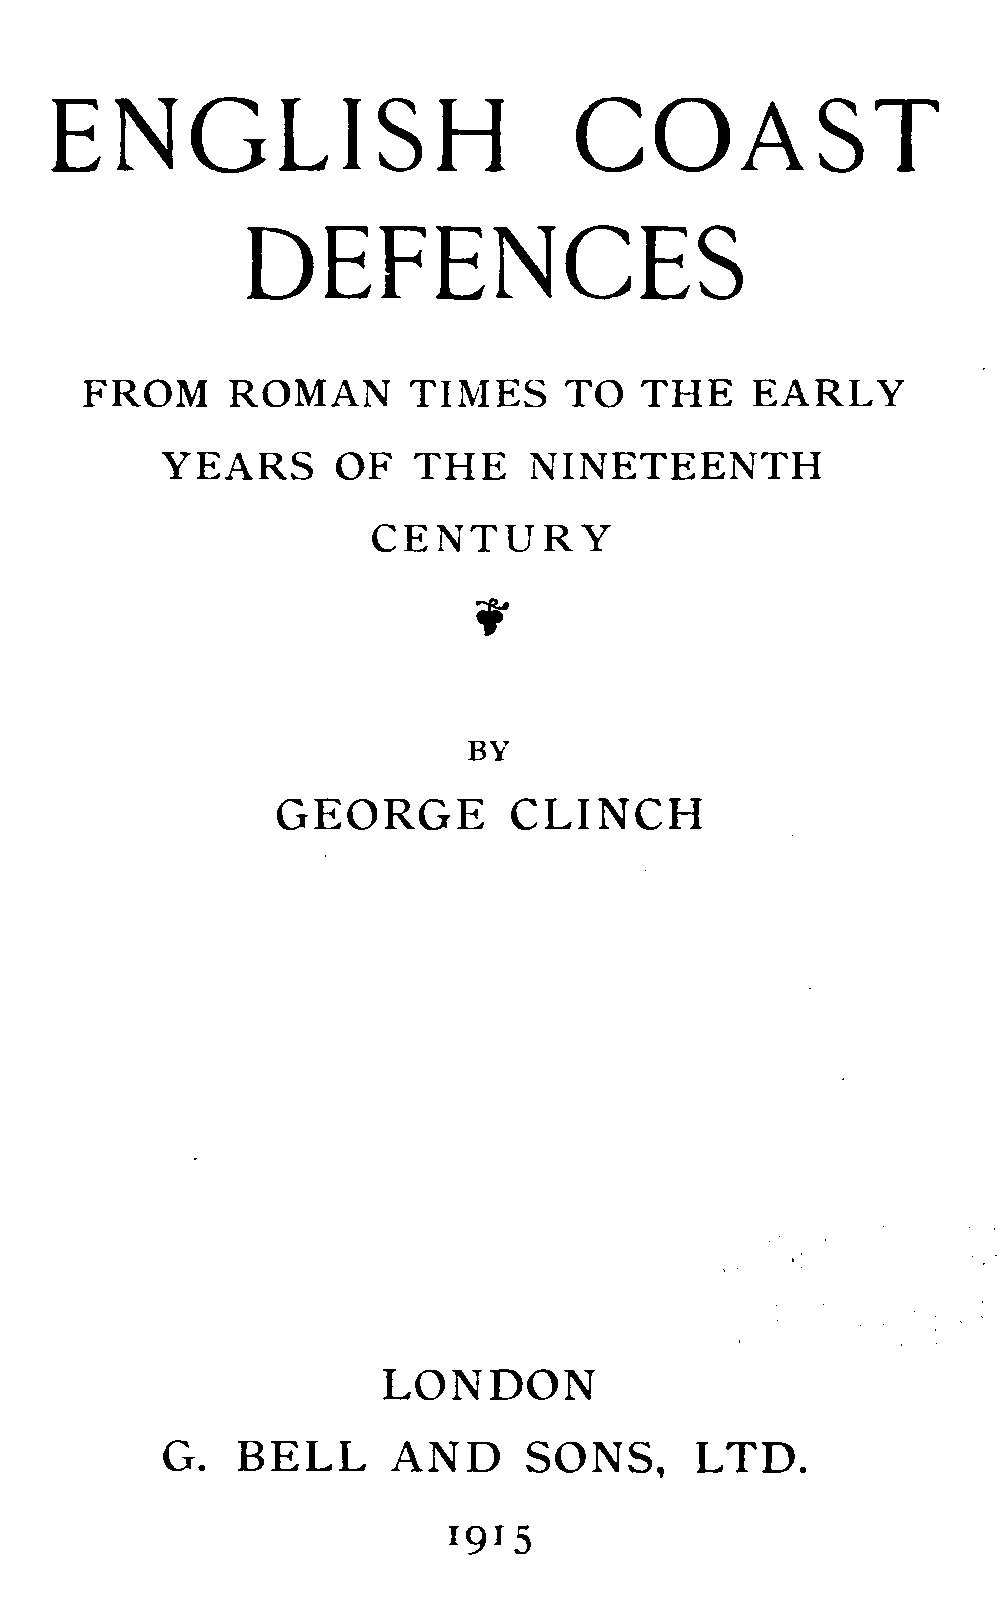 ENGLISH COAST
DEFENCES
FROM ROMAN TIMES TO THE EARLY
YEARS OF THE NINETEENTH
CENTURY
BY
GEORGE CLINCH
LONDON
G. BELL AND SONS, LTD.
1915